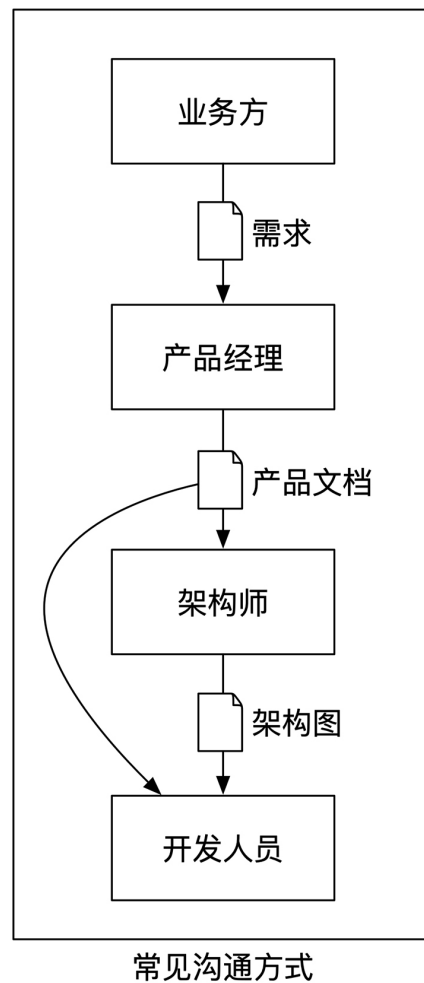 业务方
需求
产品经理
产品文档
架构师
架构图
开发人员
常见沟通方式